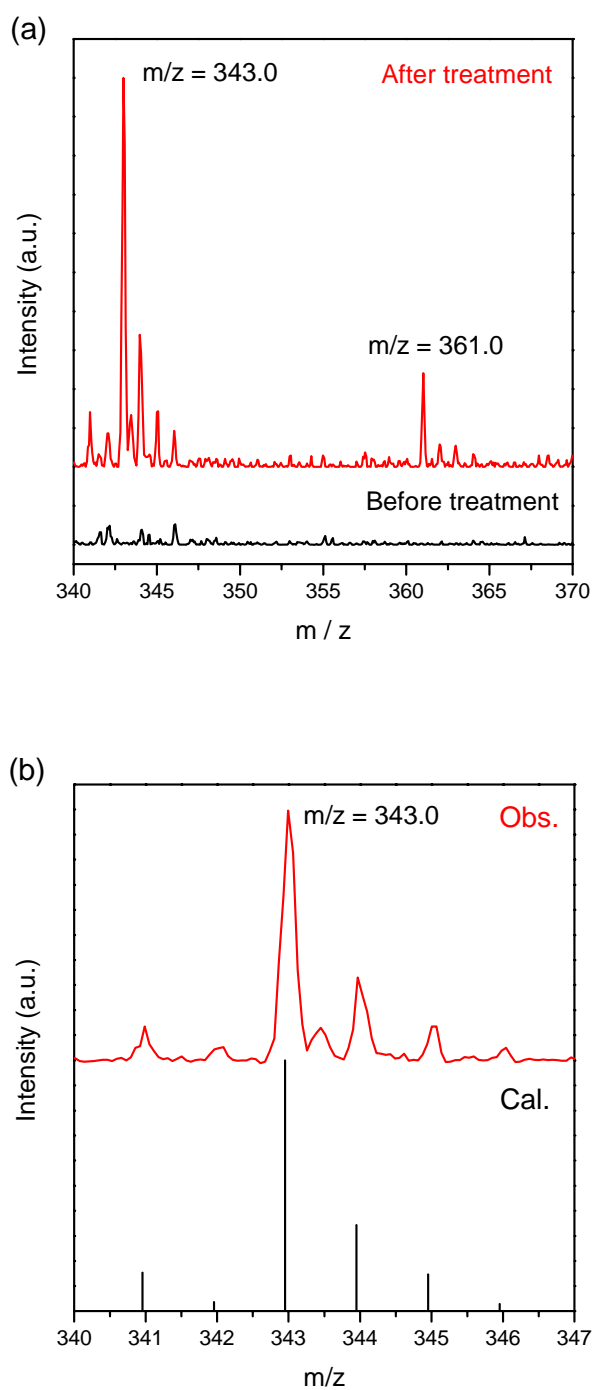 (a)
m/z = 343.0
After treatment
m/z = 361.0
Before treatment
Intensity (a.u.)
340 345 350 355 360 365 370
m / z
(b)
m/z = 343.0
Obs.
Cal.
Intensity (a.u.)
340 341 342 343 344 345 346 347
m/z